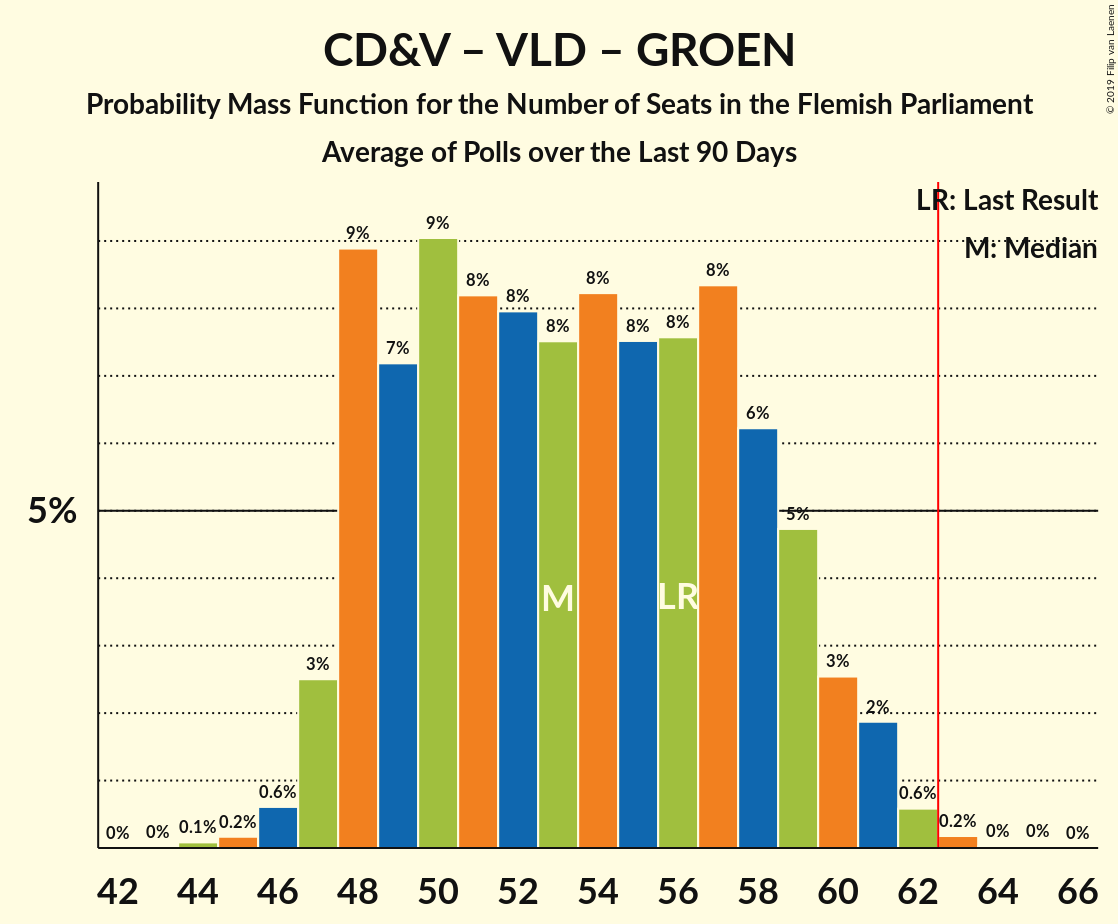 CD&V – VLD – GROEN
Probability Mass Function for the Number of Seats in the Flemish Parliament
Average of Polls over the Last 90 Days
© 2019 Filip van Laenen
LR: Last Result
M: Median
5%
0% 0% 0.1% 0.2% 0.6% 3% 9% 7% 9% 8% 8% 8% 8% 8% 8% 8% 6% 5% 3% 2% 0.6% 0.2% 0% 0% 0%
M LR
42 44 46 48 50 52 54 56 58 60 62 64 66